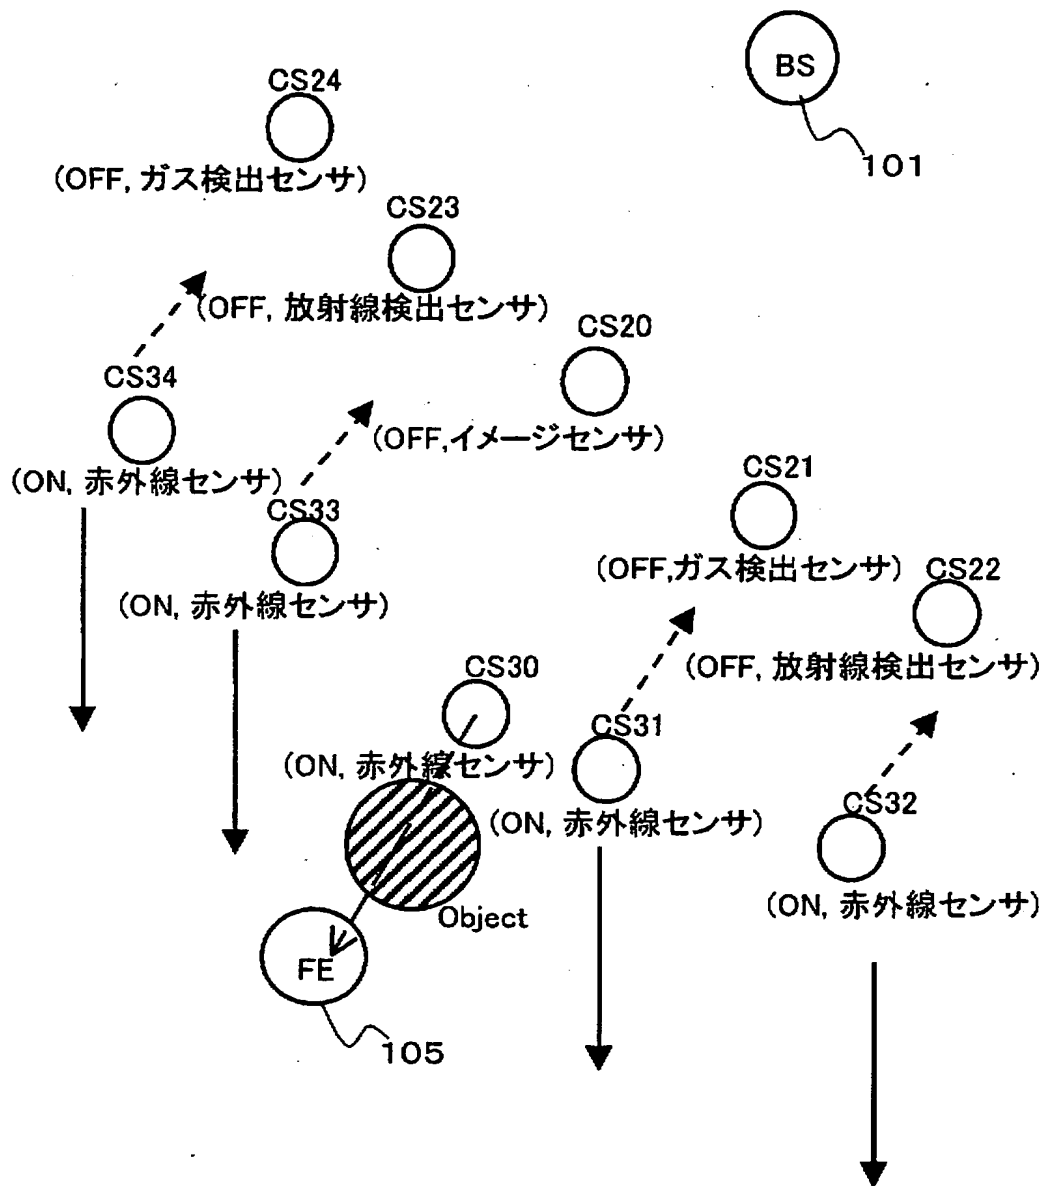 BS
101
CS24
(OFF, ガス検出センサ)
CS23
(OFF, 放射線検出センサ)
CS20
(OFF,イメージセンサ)
CS34
(ON, 赤外線センサ)
CS33
(ON, 赤外線センサ)
CS21
(OFF,ガス検出センサ)
CS22
(OFF, 放射線検出センサ)
CS30
(ON, 赤外線センサ)
CS31
(ON, 赤外線センサ)
CS32
(ON, 赤外線センサ)
Object
FE
105